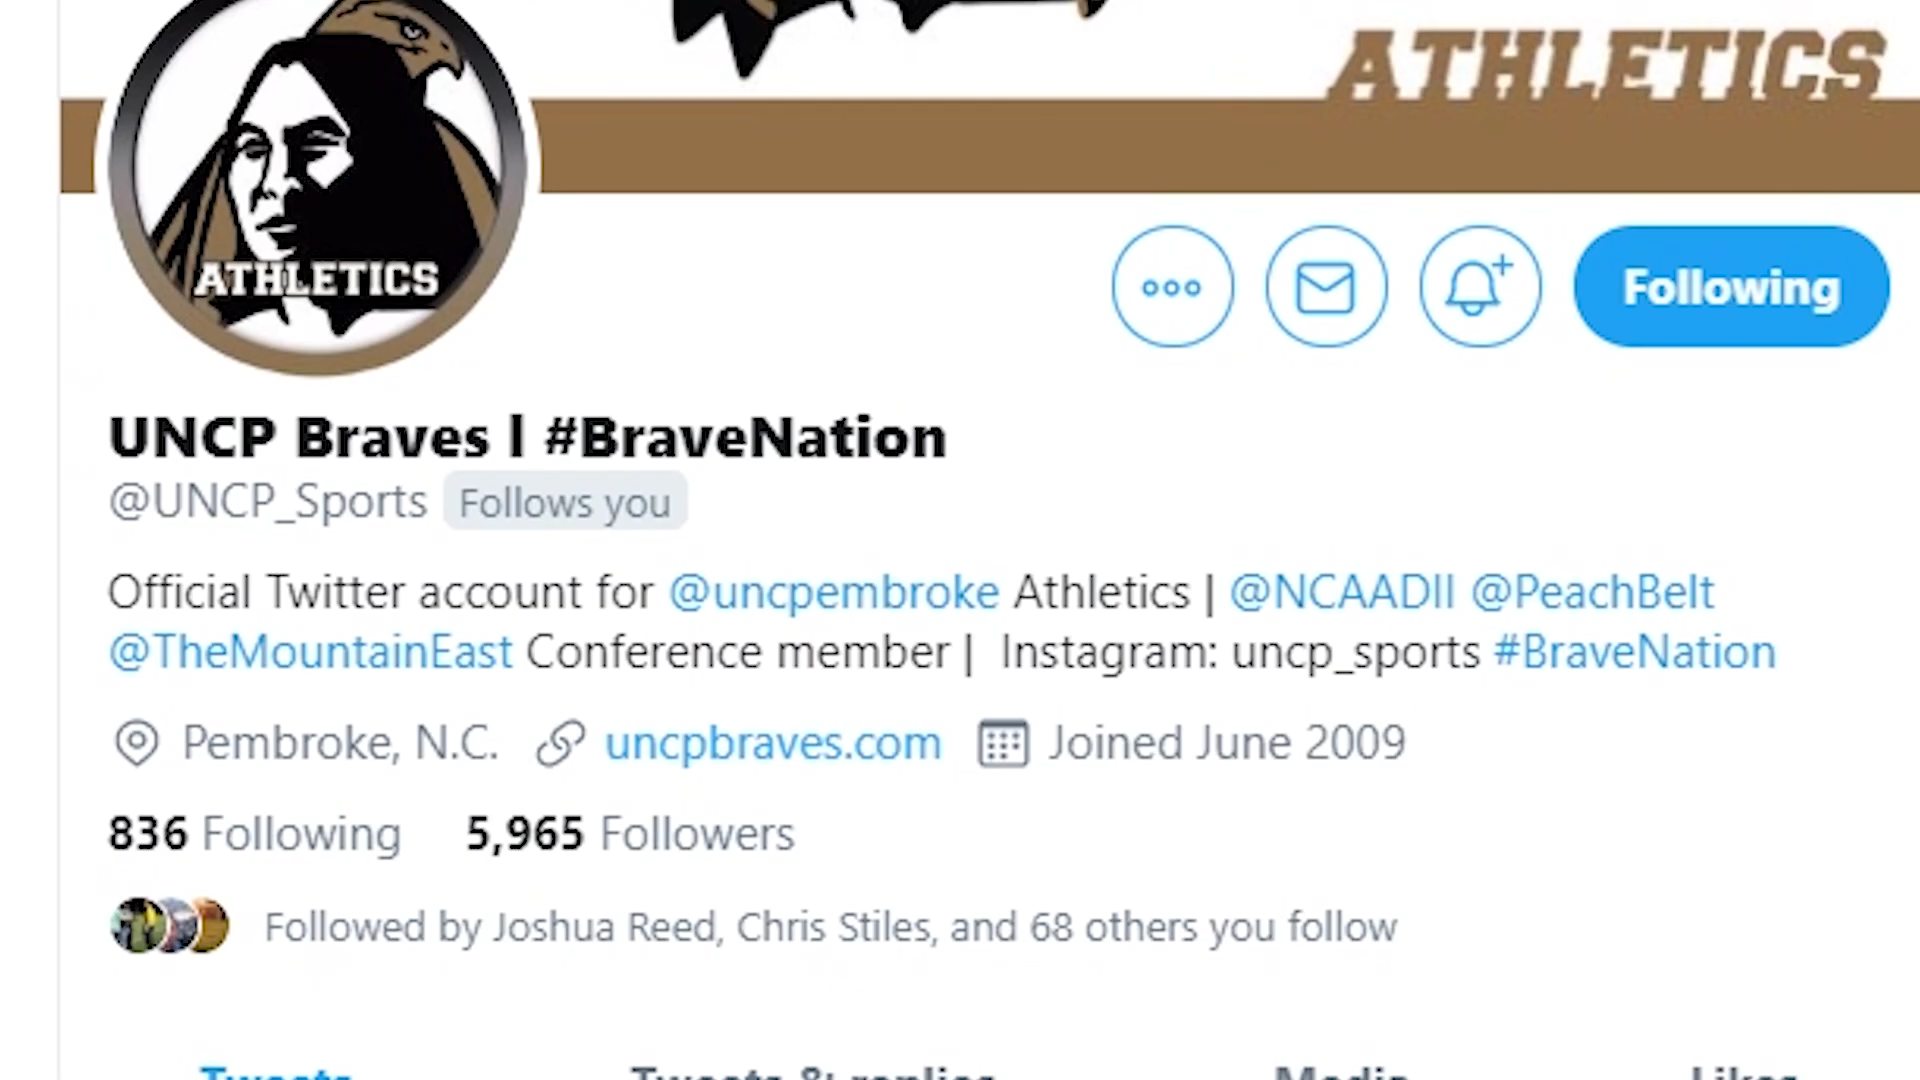 ATHLETICS
ATHLETICS
Following
UNCP Braves | #BraveNation
@UNCP_Sports Follows you
Official Twitter account for @uncpembroke Athletics | @NCAADII @PeachBelt
@TheMountainEast Conference member | Instagram: uncp_sports #BraveNation
Pembroke, N.C. uncpbraves.com Joined June 2009
836 Following 5,965 Followers
Followed by Joshua Reed, Chris Stiles, and 68 others you follow
Tweets Tweets & replies Media Likes